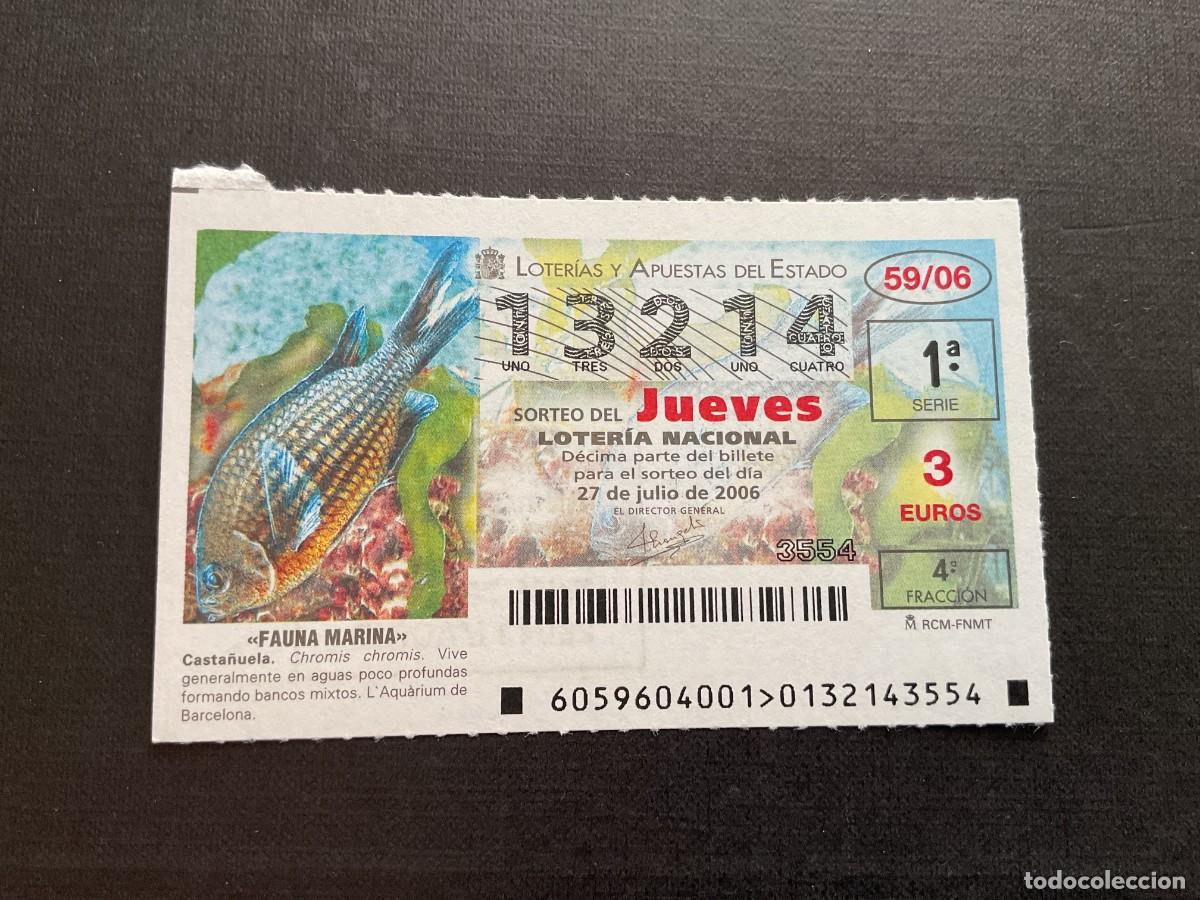 LOTERÍAS Y APUESTAS DEL ESTADO
59/06
13214
UNO TRES DOS UNO CUATRO
1ª
SERIE
SORTEO DEL Jueves
LOTERÍA NACIONAL
Décima parte del billete
para el sorteo del día
27 de julio de 2006
EL DIRECTOR GENERAL
3
EUROS
3554
4ª
FRACCIÓN
RCM-FNMT
«FAUNA MARINA»
Castañuela. Chromis chromis. Vive
generalmente en aguas poco profundas
formando bancos mixtos. L'Aquàrium de
Barcelona.
6059604001>0132143554
todocoleccion